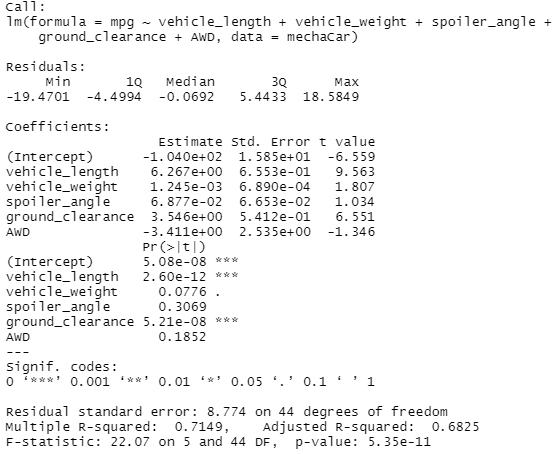 Call:
lm(formula = mpg ~ vehicle_length + vehicle_weight + spoiler_angle +
    ground_clearance + AWD, data = mechaCar)
Residuals:
     Min       1Q   Median       3Q      Max
-19.4701  -4.4994  -0.0692   5.4433  18.5849
Coefficients:
                   Estimate Std. Error t value
(Intercept)      -1.040e+02  1.585e+01  -6.559
vehicle_length    6.267e+00  6.553e-01   9.563
vehicle_weight    1.245e-03  6.890e-04   1.807
spoiler_angle     6.877e-02  6.653e-02   1.034
ground_clearance  3.546e+00  5.412e-01   6.551
AWD              -3.411e+00  2.535e+00  -1.346
                 Pr(>|t|)
(Intercept)      5.08e-08 ***
vehicle_length   2.60e-12 ***
vehicle_weight     0.0776 .
spoiler_angle      0.3069
ground_clearance 5.21e-08 ***
AWD                0.1852
---
Signif. codes:
0 ‘***’ 0.001 ‘**’ 0.01 ‘*’ 0.05 ‘.’ 0.1 ‘ ’ 1
Residual standard error: 8.774 on 44 degrees of freedom
Multiple R-squared:  0.7149,    Adjusted R-squared:  0.6825
F-statistic: 22.07 on 5 and 44 DF,  p-value: 5.35e-11